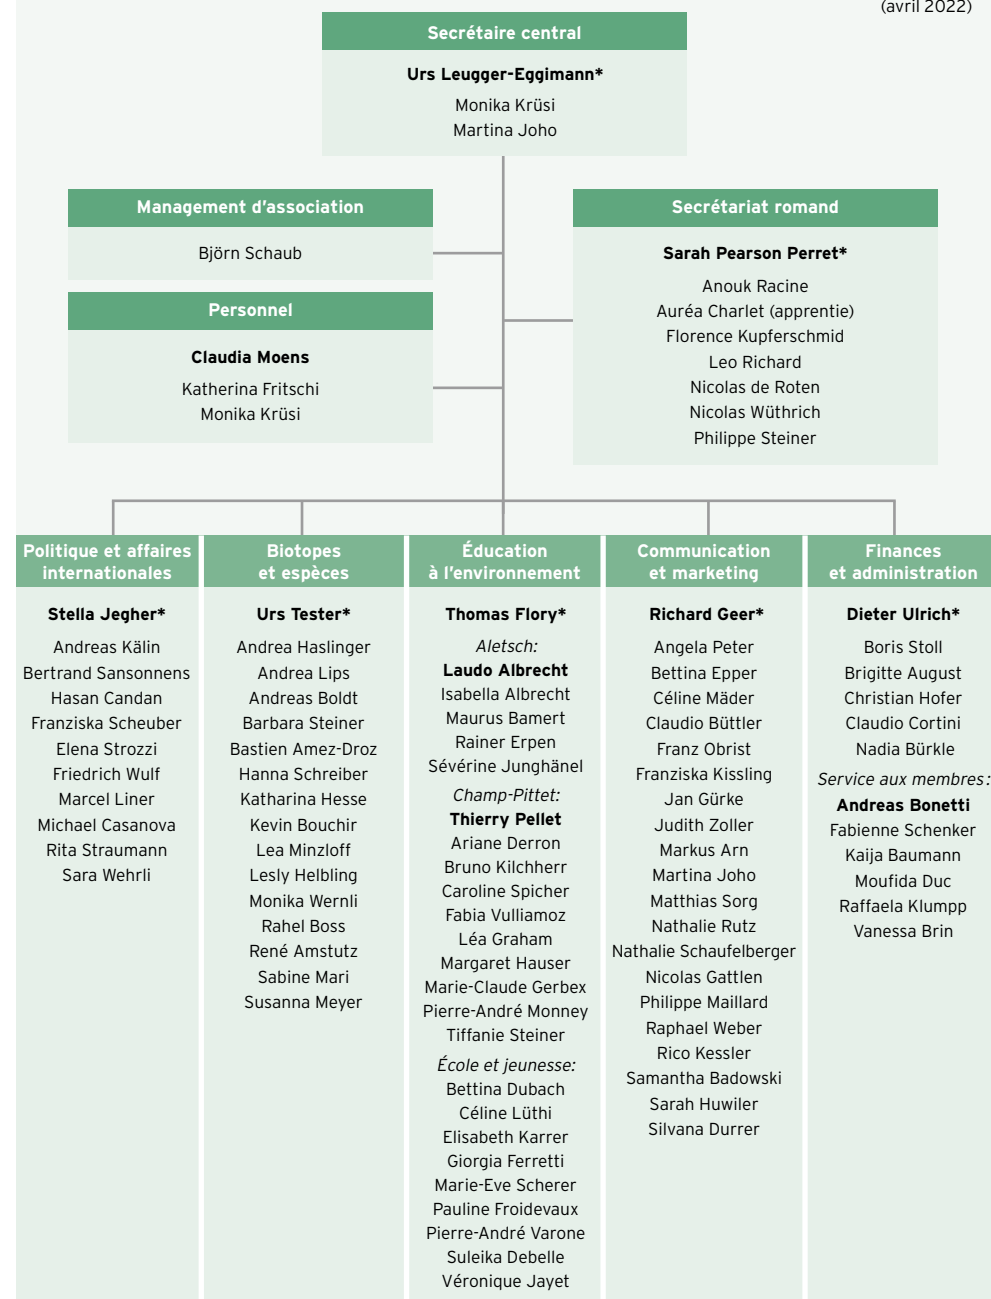 (avril 2022)
Secrétaire central
Urs Leugger-Eggimann*
Monika Krüsi
Martina Joho
Management d'association
Björn Schaub
Personnel
Claudia Moens
Katherina Fritschi
Monika Krüsi
Secrétariat romand
Sarah Pearson Perret*
Anouk Racine
Auréa Charlet (apprentie)
Florence Kupferschmid
Leo Richard
Nicolas de Roten
Nicolas Wüthrich
Philippe Steiner
Politique et affaires
internationales
Stella Jegher*
Andreas Kälin
Bertrand Sansonnens
Hasan Candan
Franziska Scheuber
Elena Strozzi
Friedrich Wulf
Marcel Liner
Michael Casanova
Rita Straumann
Sara Wehrli
Biotopes
et espèces
Urs Tester*
Andrea Haslinger
Andrea Lips
Andreas Boldt
Barbara Steiner
Bastien Amez-Droz
Hanna Schreiber
Katharina Hesse
Kevin Bouchir
Lea Minzloff
Lesly Helbling
Monika Wernli
Rahel Boss
René Amstutz
Sabine Mari
Susanna Meyer
Éducation
à l'environnement
Thomas Flory*
Aletsch:
Laudo Albrecht
Isabella Albrecht
Maurus Bamert
Rainer Erpen
Sévérine Junghänel
Champ-Pittet:
Thierry Pellet
Ariane Derron
Bruno Kilchherr
Caroline Spicher
Fabia Vulliamoz
Léa Graham
Margaret Hauser
Marie-Claude Gerbex
Pierre-André Monney
Tiffanie Steiner
École et jeunesse:
Bettina Dubach
Céline Lüthi
Elisabeth Karrer
Giorgia Ferretti
Marie-Eve Scherer
Pauline Froidevaux
Pierre-André Varone
Suleika Debelle
Véronique Jayet
Communication
et marketing
Richard Geer*
Angela Peter
Bettina Epper
Céline Mäder
Claudio Büttler
Franz Obrist
Franziska Kissling
Jan Gürke
Judith Zoller
Markus Arn
Martina Joho
Matthias Sorg
Nathalie Rutz
Nathalie Schaufelberger
Nicolas Gattlen
Philippe Maillard
Raphael Weber
Rico Kessler
Samantha Badowski
Sarah Huwiler
Silvana Durrer
Finances
et administration
Dieter Ulrich*
Boris Stoll
Brigitte August
Christian Hofer
Claudio Cortini
Nadia Bürkle
Service aux membres:
Andreas Bonetti
Fabienne Schenker
Kaija Baumann
Moufida Duc
Raffaela Klumpp
Vanessa Brin